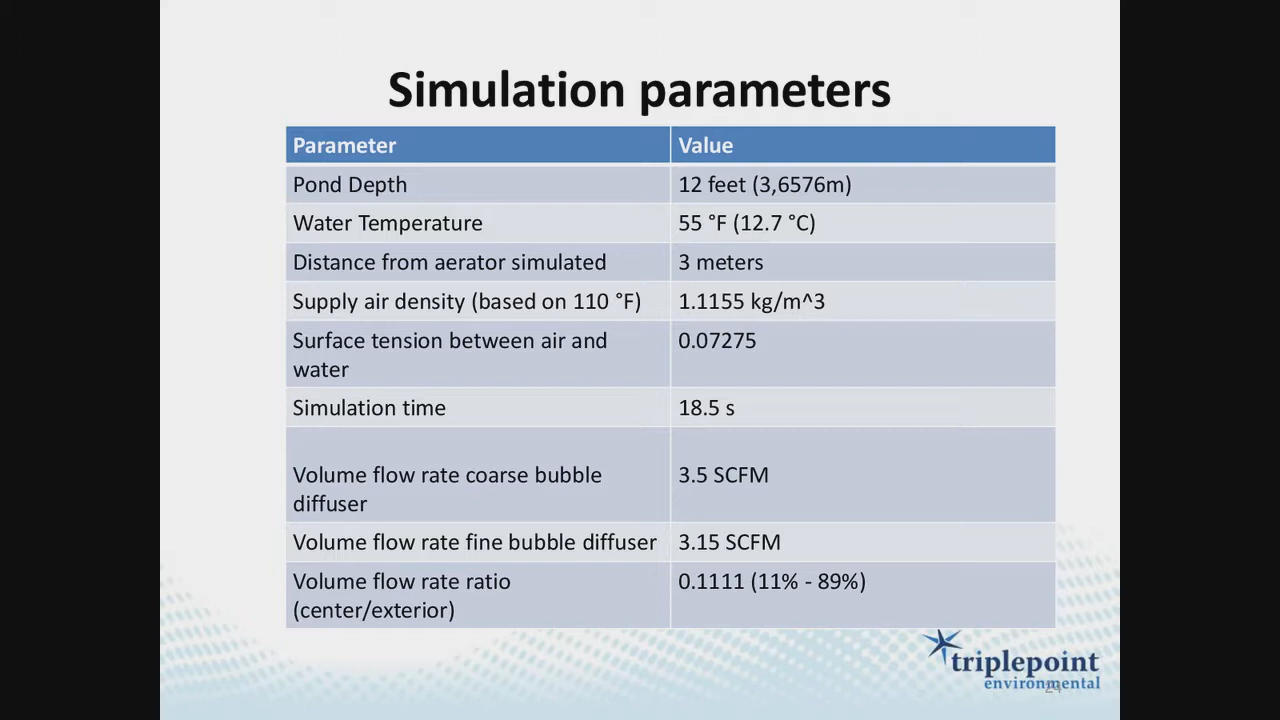 Simulation parameters
Parameter Value
Pond Depth 12 feet (3,6576m)
Water Temperature 55 °F (12.7 °C)
Distance from aerator simulated 3 meters
Supply air density (based on 110 °F) 1.1155 kg/m^3
Surface tension between air and 0.07275
water
Simulation time 18.5 s
Volume flow rate coarse bubble 3.5 SCFM
diffuser
Volume flow rate fine bubble diffuser 3.15 SCFM
Volume flow rate ratio 0.1111 (11% - 89%)
(center/exterior)
triplepoint
environmental
24